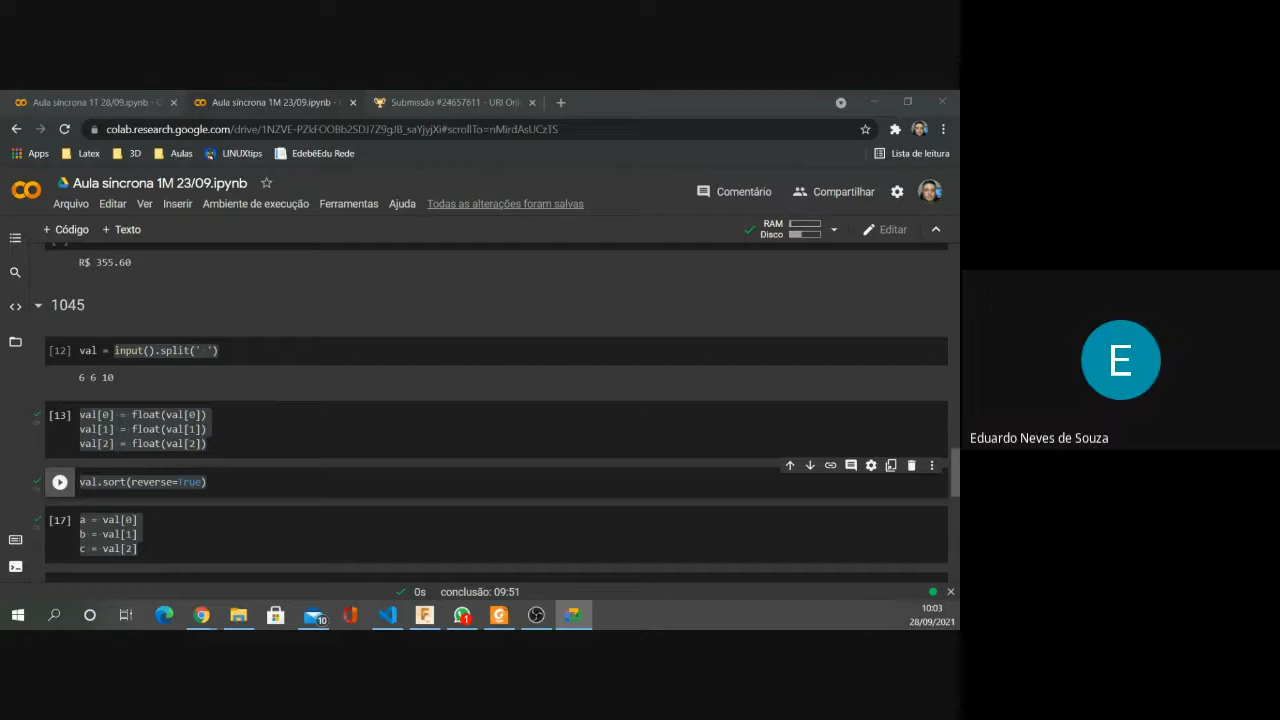 Aula síncrona 1T 28/09.ipynb - C
Aula síncrona 1M 23/09.ipynb -
Submissão #24657611 - URI Onl
colab.research.google.com/drive/1NZVE-PZkFOOBb2SDJ7Z9gJ8_saYjyjXi#scrollTo=nMirdAsUCzTS
Apps Latex 3D Aulas LINUXtips EdebêEdu Rede Lista de leitura
Aula síncrona 1M 23/09.ipynb
Comentário Compartilhar
Arquivo Editar Ver Inserir Ambiente de execução Ferramentas Ajuda Todas as alterações foram salvas
+ Código + Texto RAM Disco Editar
R$ 355.60
1045
[12] val = input().split(' ')
6 6 10
[13] val[0] = float(val[0])
val[1] = float(val[1])
val[2] = float(val[2])
val.sort(reverse=True)
[17] a = val[0]
b = val[1]
c = val[2]
0s conclusão: 09:51
10
1
10:03
28/09/2021
E
Eduardo Neves de Souza